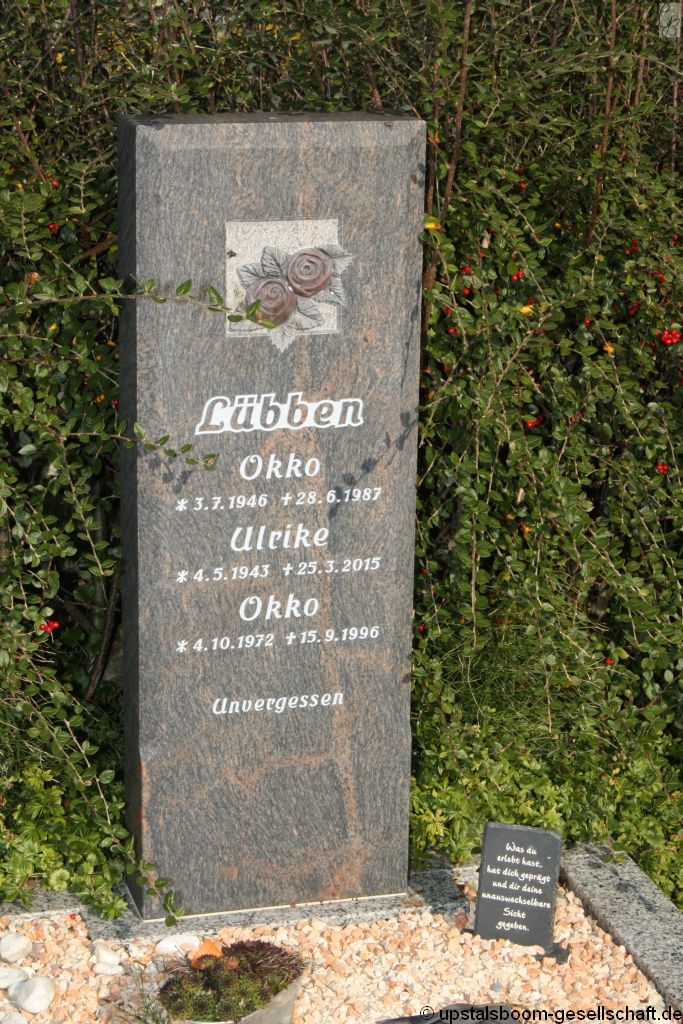 Lübben
Okko
* 3.7.1946 † 28.6.1987
Ulrike
* 4.5.1943 † 25.3.2015
Okko
* 4.10.1972 † 15.9.1996
Unvergessen
Was du
erlebt hast,
hat dich geprägt
und dir deine
unauswechselbare
Sicht
gegeben.
© upstalsboom-gesellschaft.de